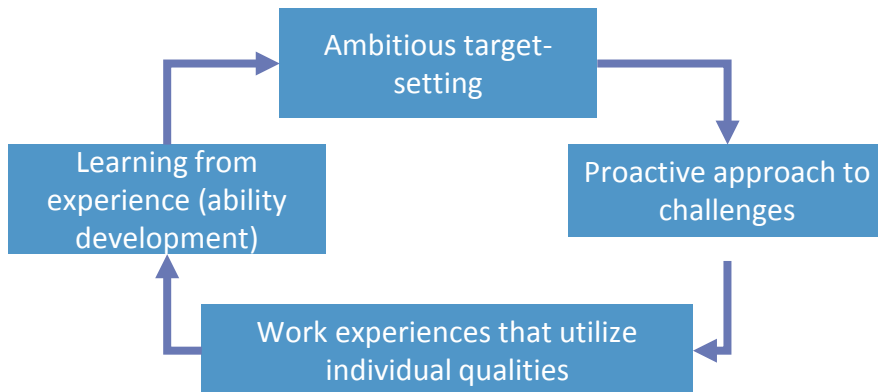 Ambitious target-
setting
Learning from
experience (ability
development)
Proactive approach to
challenges
Work experiences that utilize
individual qualities